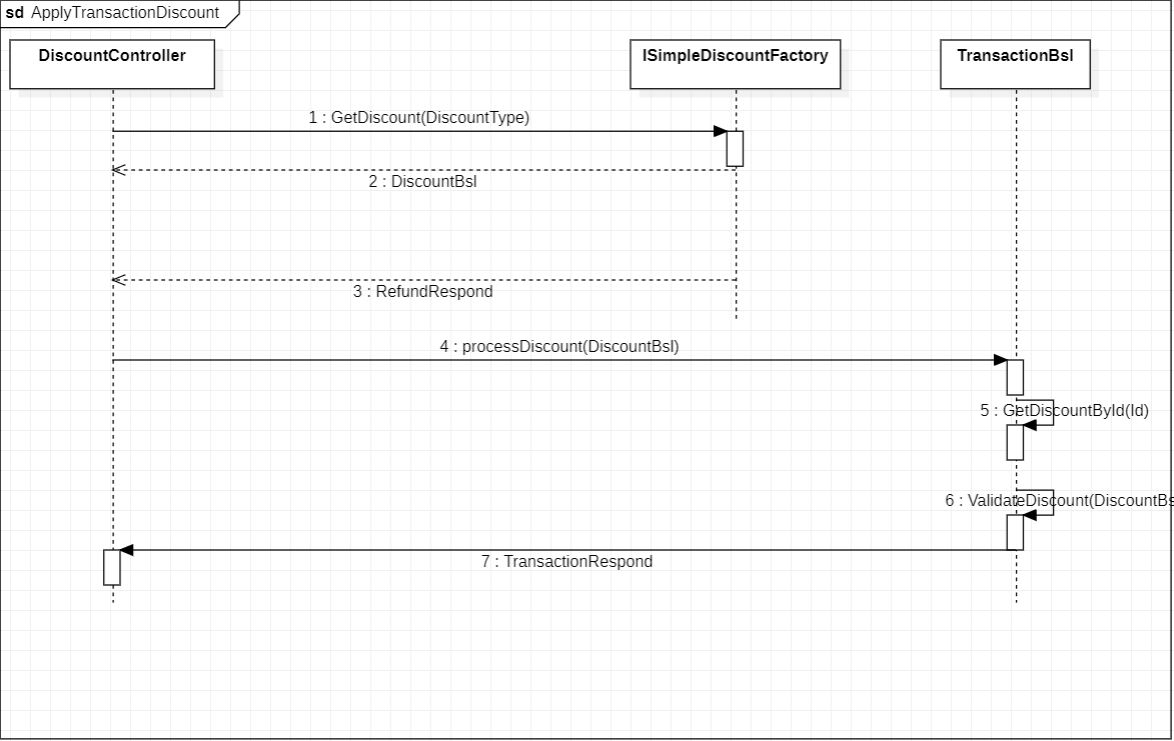 sd ApplyTransactionDiscount
DiscountController
ISimpleDiscountFactory
TransactionBsl
1 : GetDiscount(DiscountType)
2 : DiscountBsl
3 : RefundRespond
4 : processDiscount(DiscountBsl)
5 : GetDiscountById(Id)
6 : ValidateDiscount(DiscountBs
7 : TransactionRespond